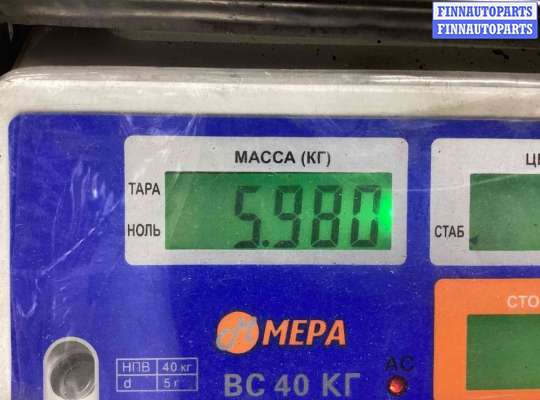 FINNAUTOPARTS
FINNAUTOPARTS
МАССА (КГ)
ТАРА
НОЛЬ
5.980
СТАБ
МЕРА
НПВ 40 кг
d 5 г
ВС 40 КГ
AC